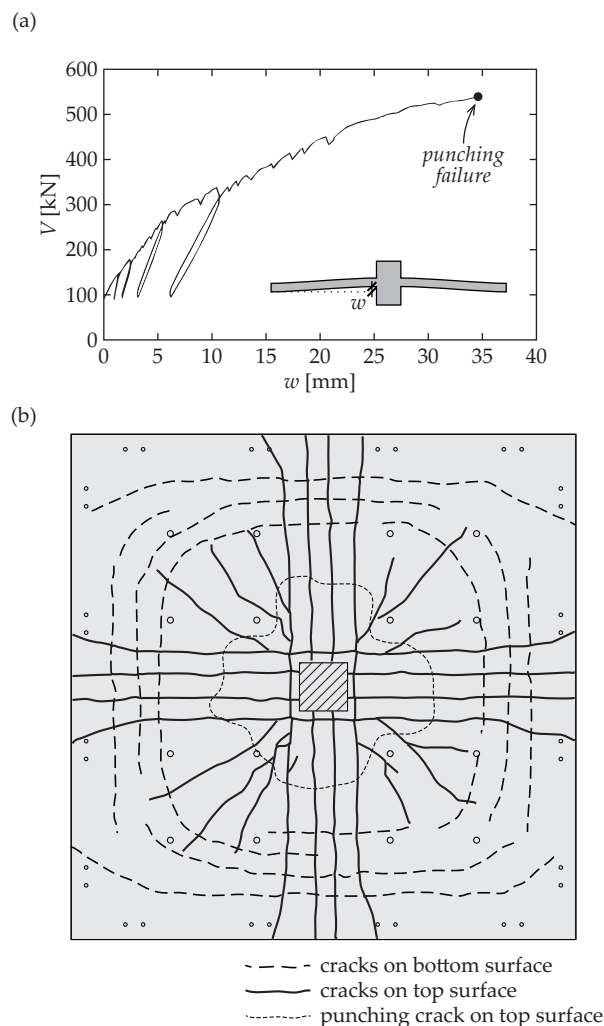 (a)
600
500
400
300
200
100
0
V [kN]
punching
failure
w
0 5 10 15 20 25 30 35 40
w [mm]
(b)
cracks on bottom surface
cracks on top surface
punching crack on top surface